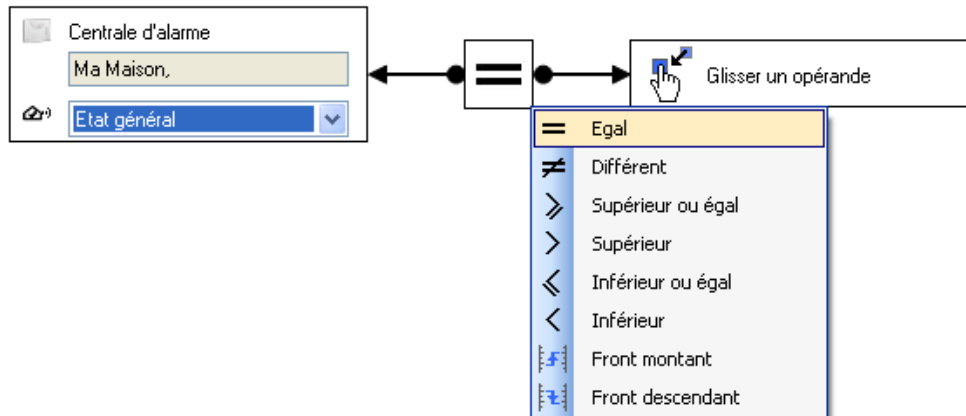 Centrale d'alarme
Ma Maison,
Etat général
Glisser un opérande
Egal
Différent
Supérieur ou égal
Supérieur
Inférieur ou égal
Inférieur
Front montant
Front descendant